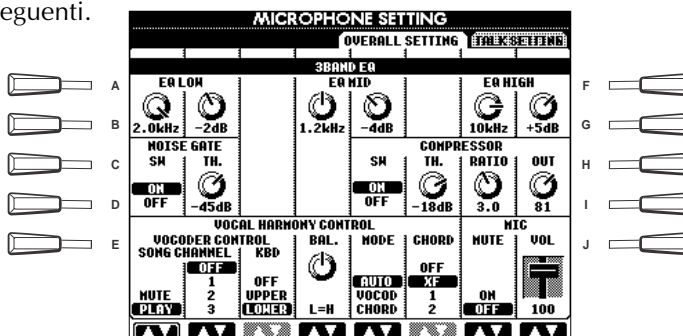 eguenti.
MICROPHONE SETTING
OVERALL SETTING TALK SETTING
3BAND EQ
EQ LOW EQ MID EQ HIGH
A F
B G
2.0kHz -2dB 1.2kHz -4dB 10kHz +5dB
NOISE GATE COMPRESSOR
SW TH. SW TH. RATIO OUT
C H
ON ON
OFF -45dB OFF -18dB 3.0 81
D I
VOCAL HARMONY CONTROL MIC
VOCODER CONTROL BAL. MODE CHORD MUTE VOL
E J
SONG CHANNEL KBD
OFF OFF
1 OFF AUTO XF
MUTE 2 UPPER VOCOD 1 ON
PLAY 3 LOWER L=H CHORD 2 OFF 100